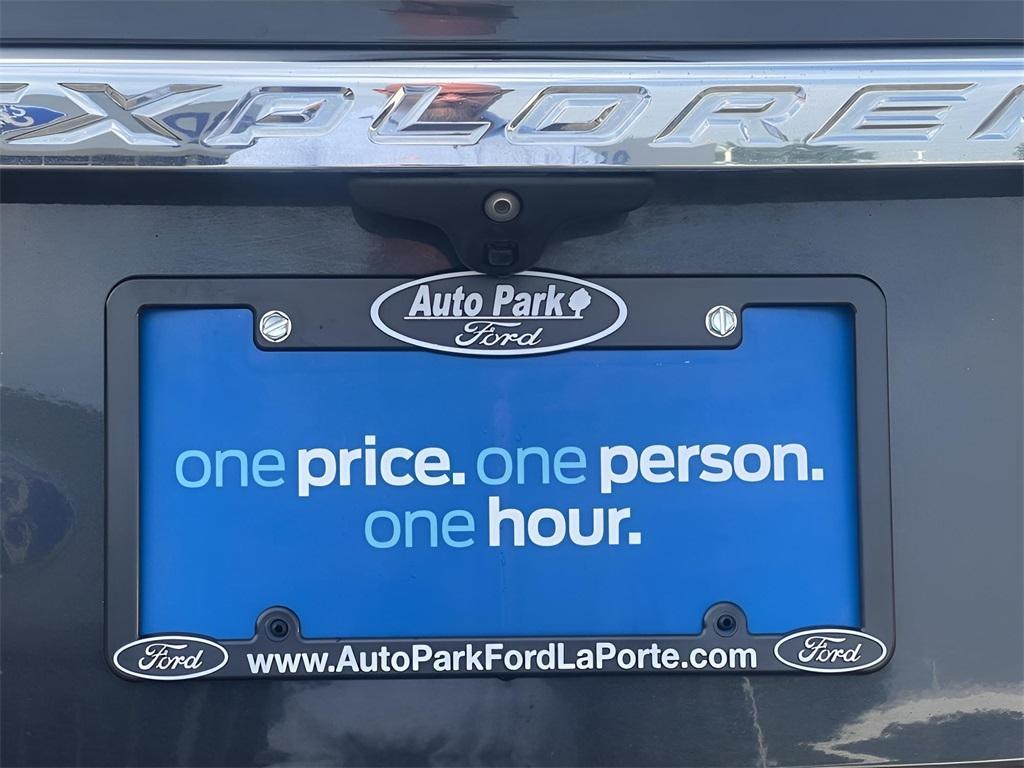 EXPLORER
Auto Park
Ford
one price. one person.
one hour.
Ford www.AutoParkFordLaPorte.com Ford